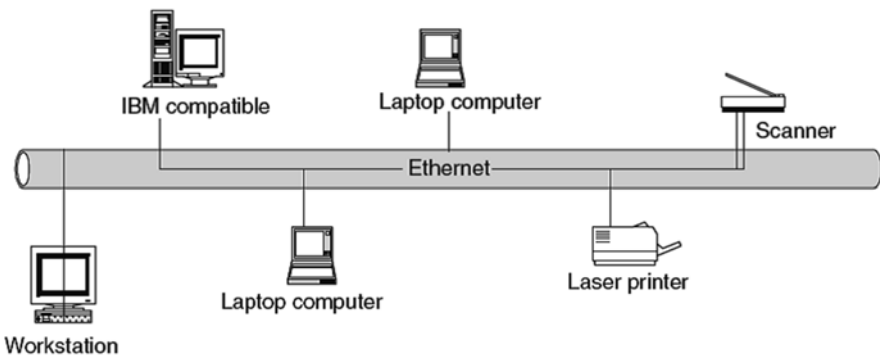 IBM compatible
Laptop computer
Scanner
Ethernet
Laptop computer
Laser printer
Workstation